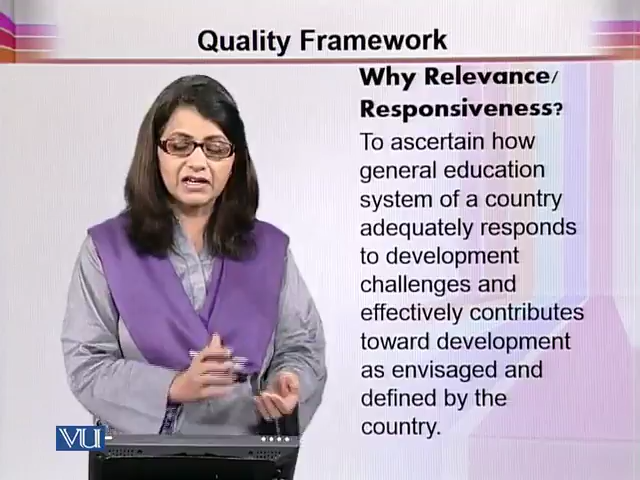 Quality Framework
Why Relevance/
Responsiveness?
To ascertain how
general education
system of a country
adequately responds
to development
challenges and
effectively contributes
toward development
as envisaged and
defined by the
country.
VU